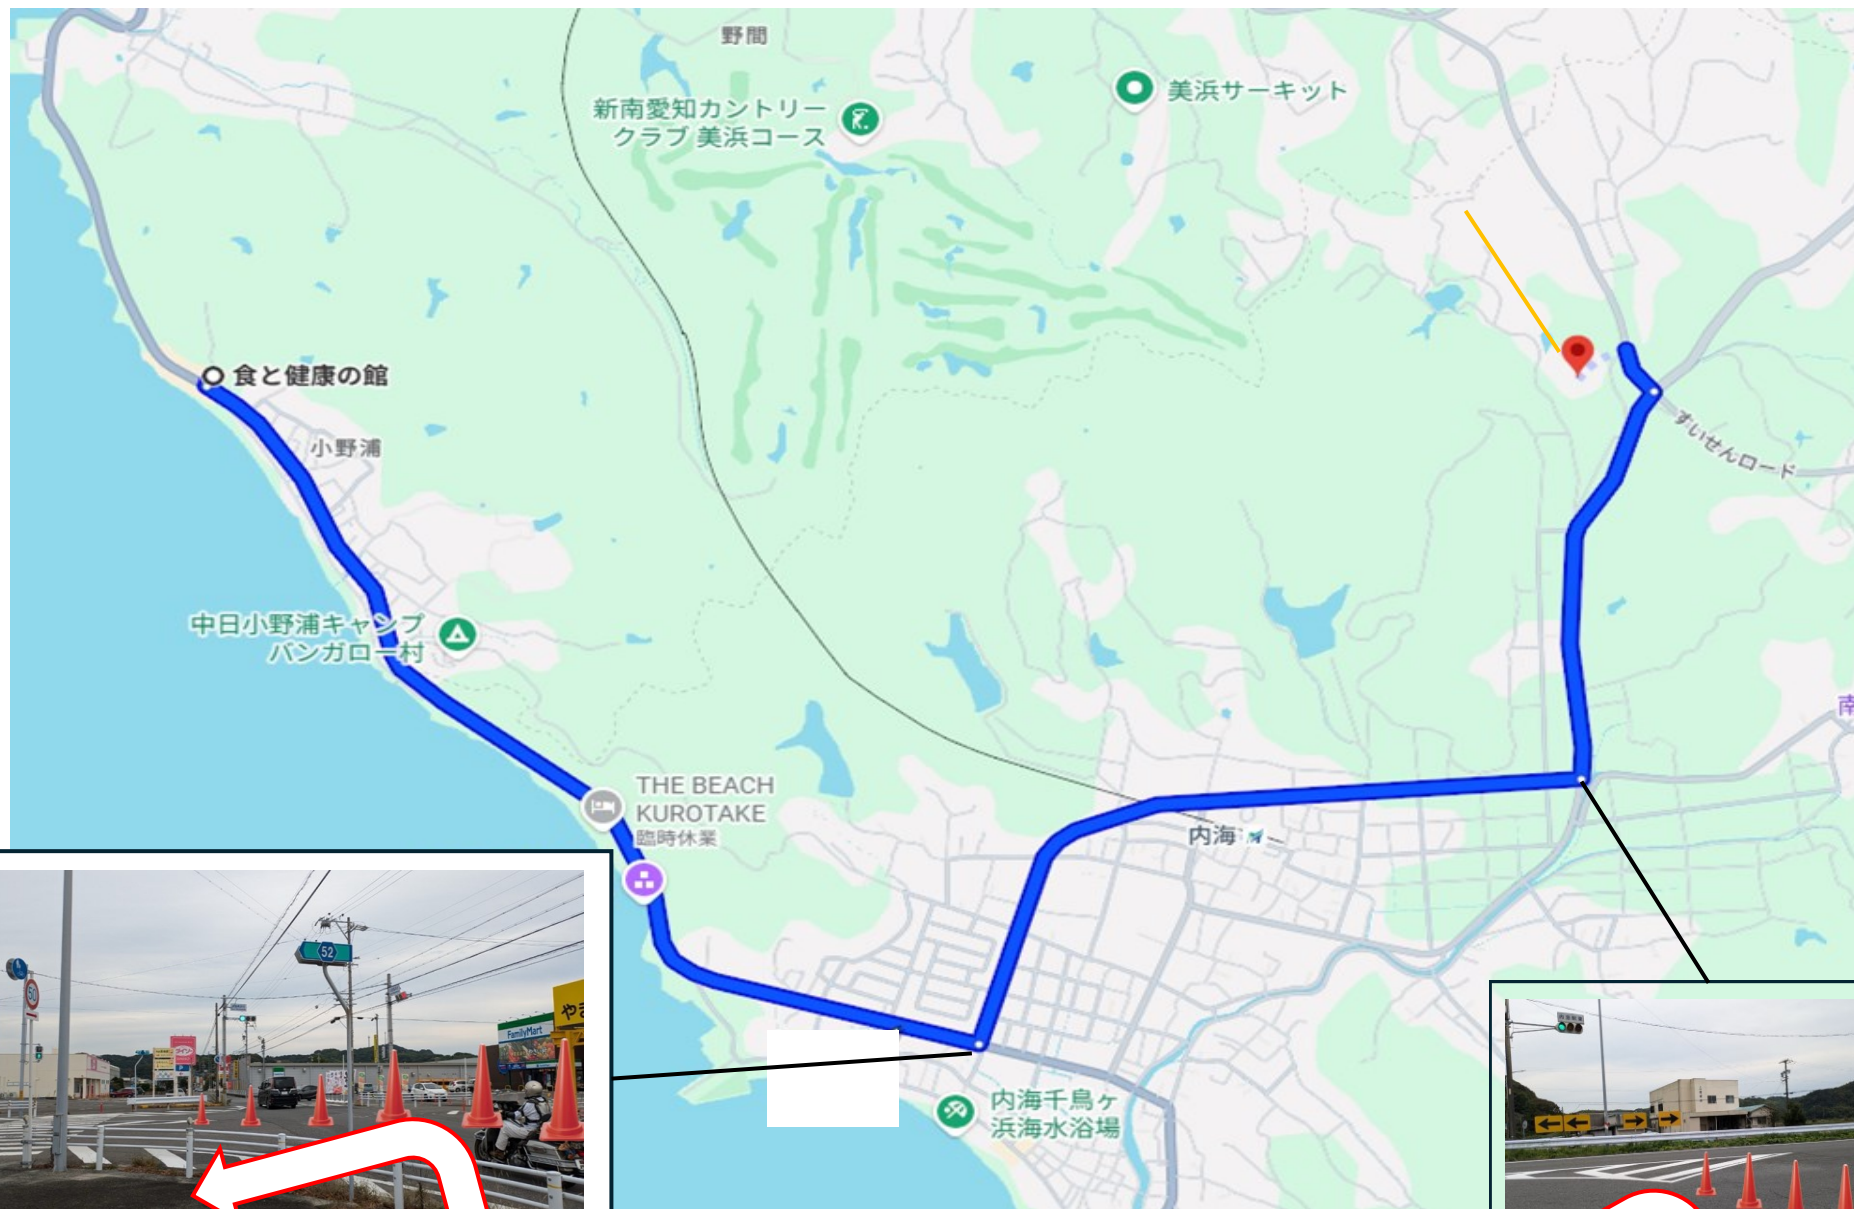 野間
新南愛知カントリー
クラブ 美浜コース
美浜サーキット
食と健康の館
小野浦
すいせんロード
中日小野浦キャンプ
バンガロー村
南
THE BEACH
KUROTAKE
臨時休業
内海
内海千鳥ヶ
浜海水浴場
52
50
FamilyMart
や